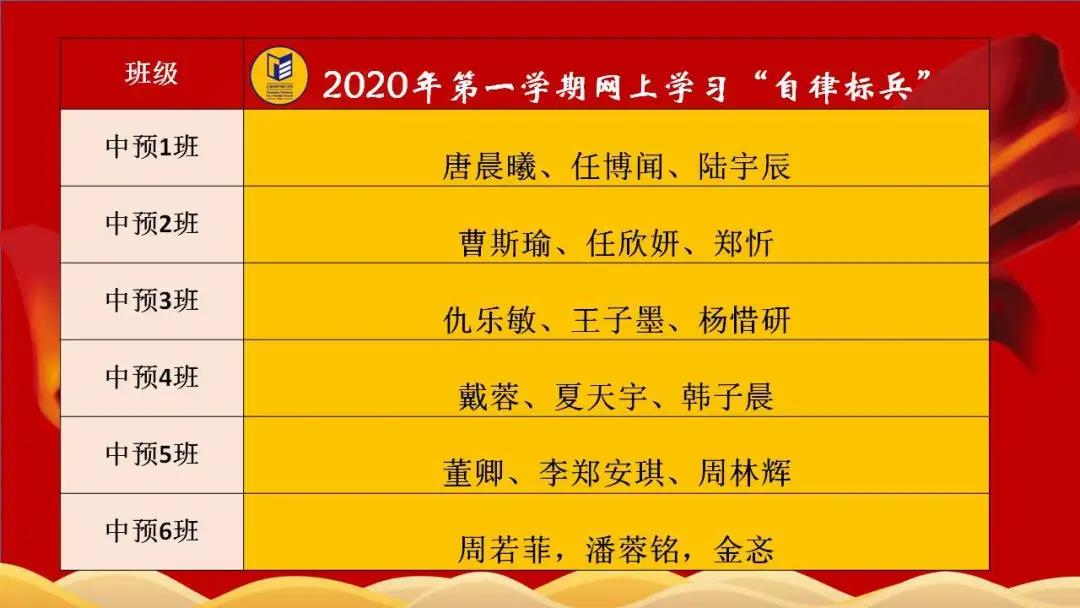 班级
2020年第一学期网上学习“自律标兵”
中预1班
唐晨曦、任博闻、陆宇辰
中预2班
曹斯瑜、任欣妍、郑忻
中预3班
仇乐敏、王子墨、杨惜研
中预4班
戴蓉、夏天宇、韩子晨
中预5班
董卿、李郑安琪、周林辉
中预6班
周若菲，潘蓉铭，金忞